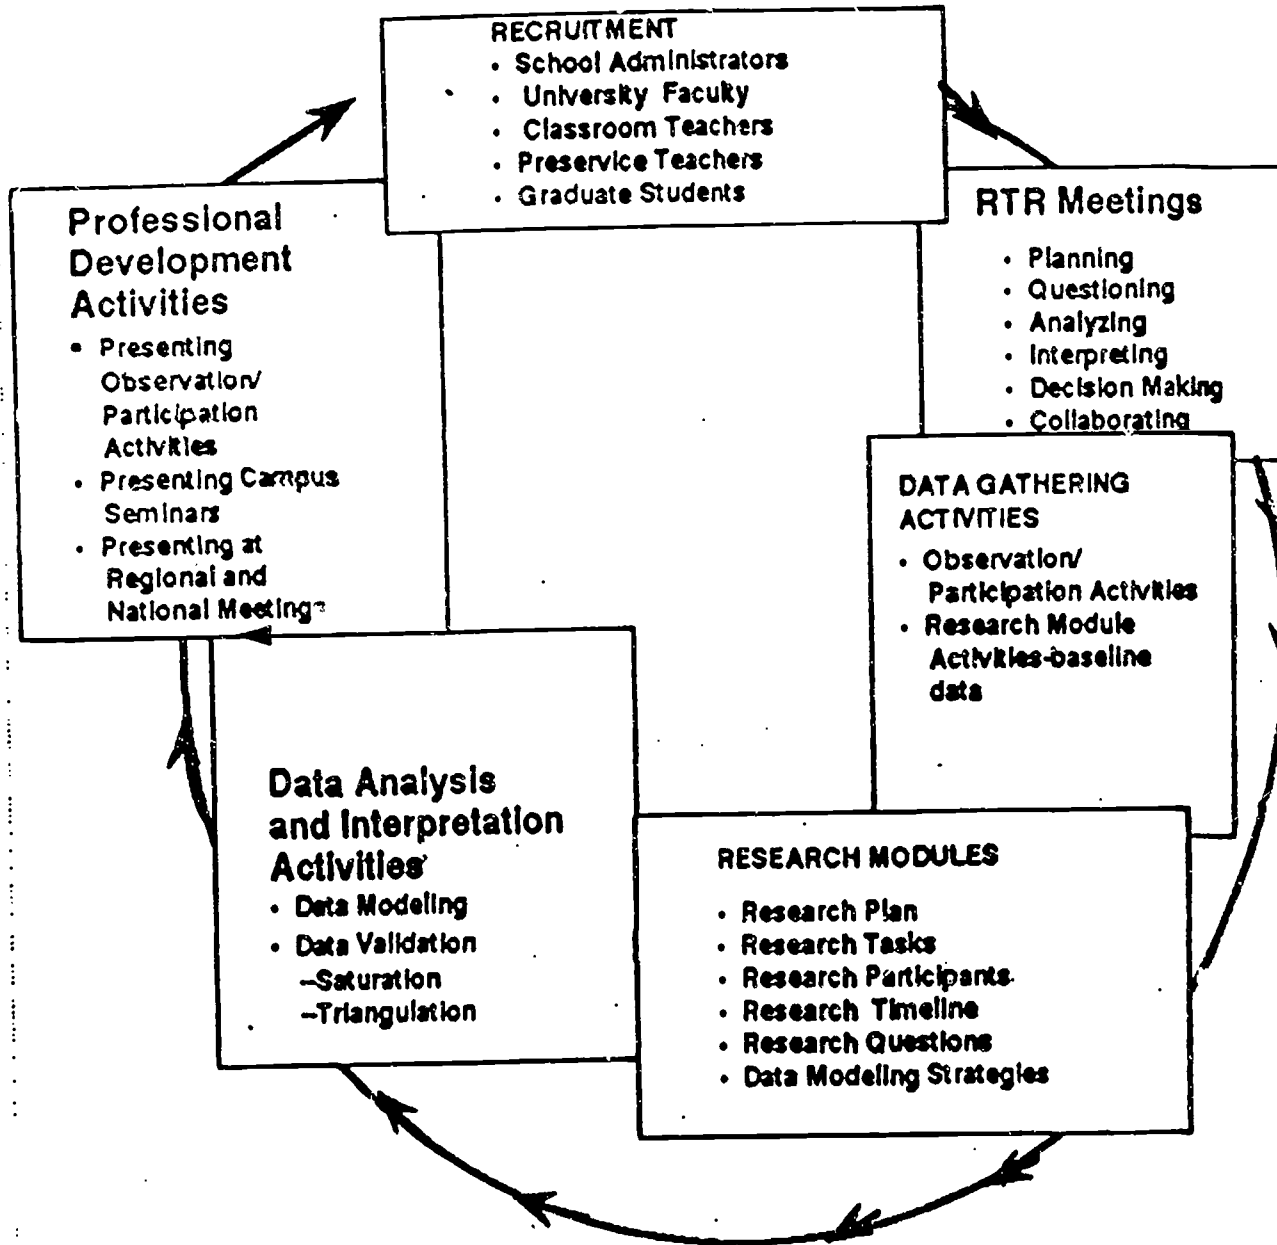 RECRUITMENT
• School Administrators
• University Faculty
• Classroom Teachers
• Preservice Teachers
• Graduate Students
RTR Meetings
• Planning
• Questioning
• Analyzing
• Interpreting
• Decision Making
• Collaborating
DATA GATHERING
ACTIVITIES
• Observation/
Participation Activities
• Research Module
Activities-baseline
data
RESEARCH MODULES
• Research Plan
• Research Tasks
• Research Participants
• Research Timeline
• Research Questions
• Data Modeling Strategies
Data Analysis
and Interpretation
Activities
• Data Modeling
• Data Validation
–Saturation
–Triangulation
Professional
Development
Activities
• Presenting
Observation/
Participation
Activities
• Presenting Campus
Seminars
• Presenting at
Regional and
National Meetings